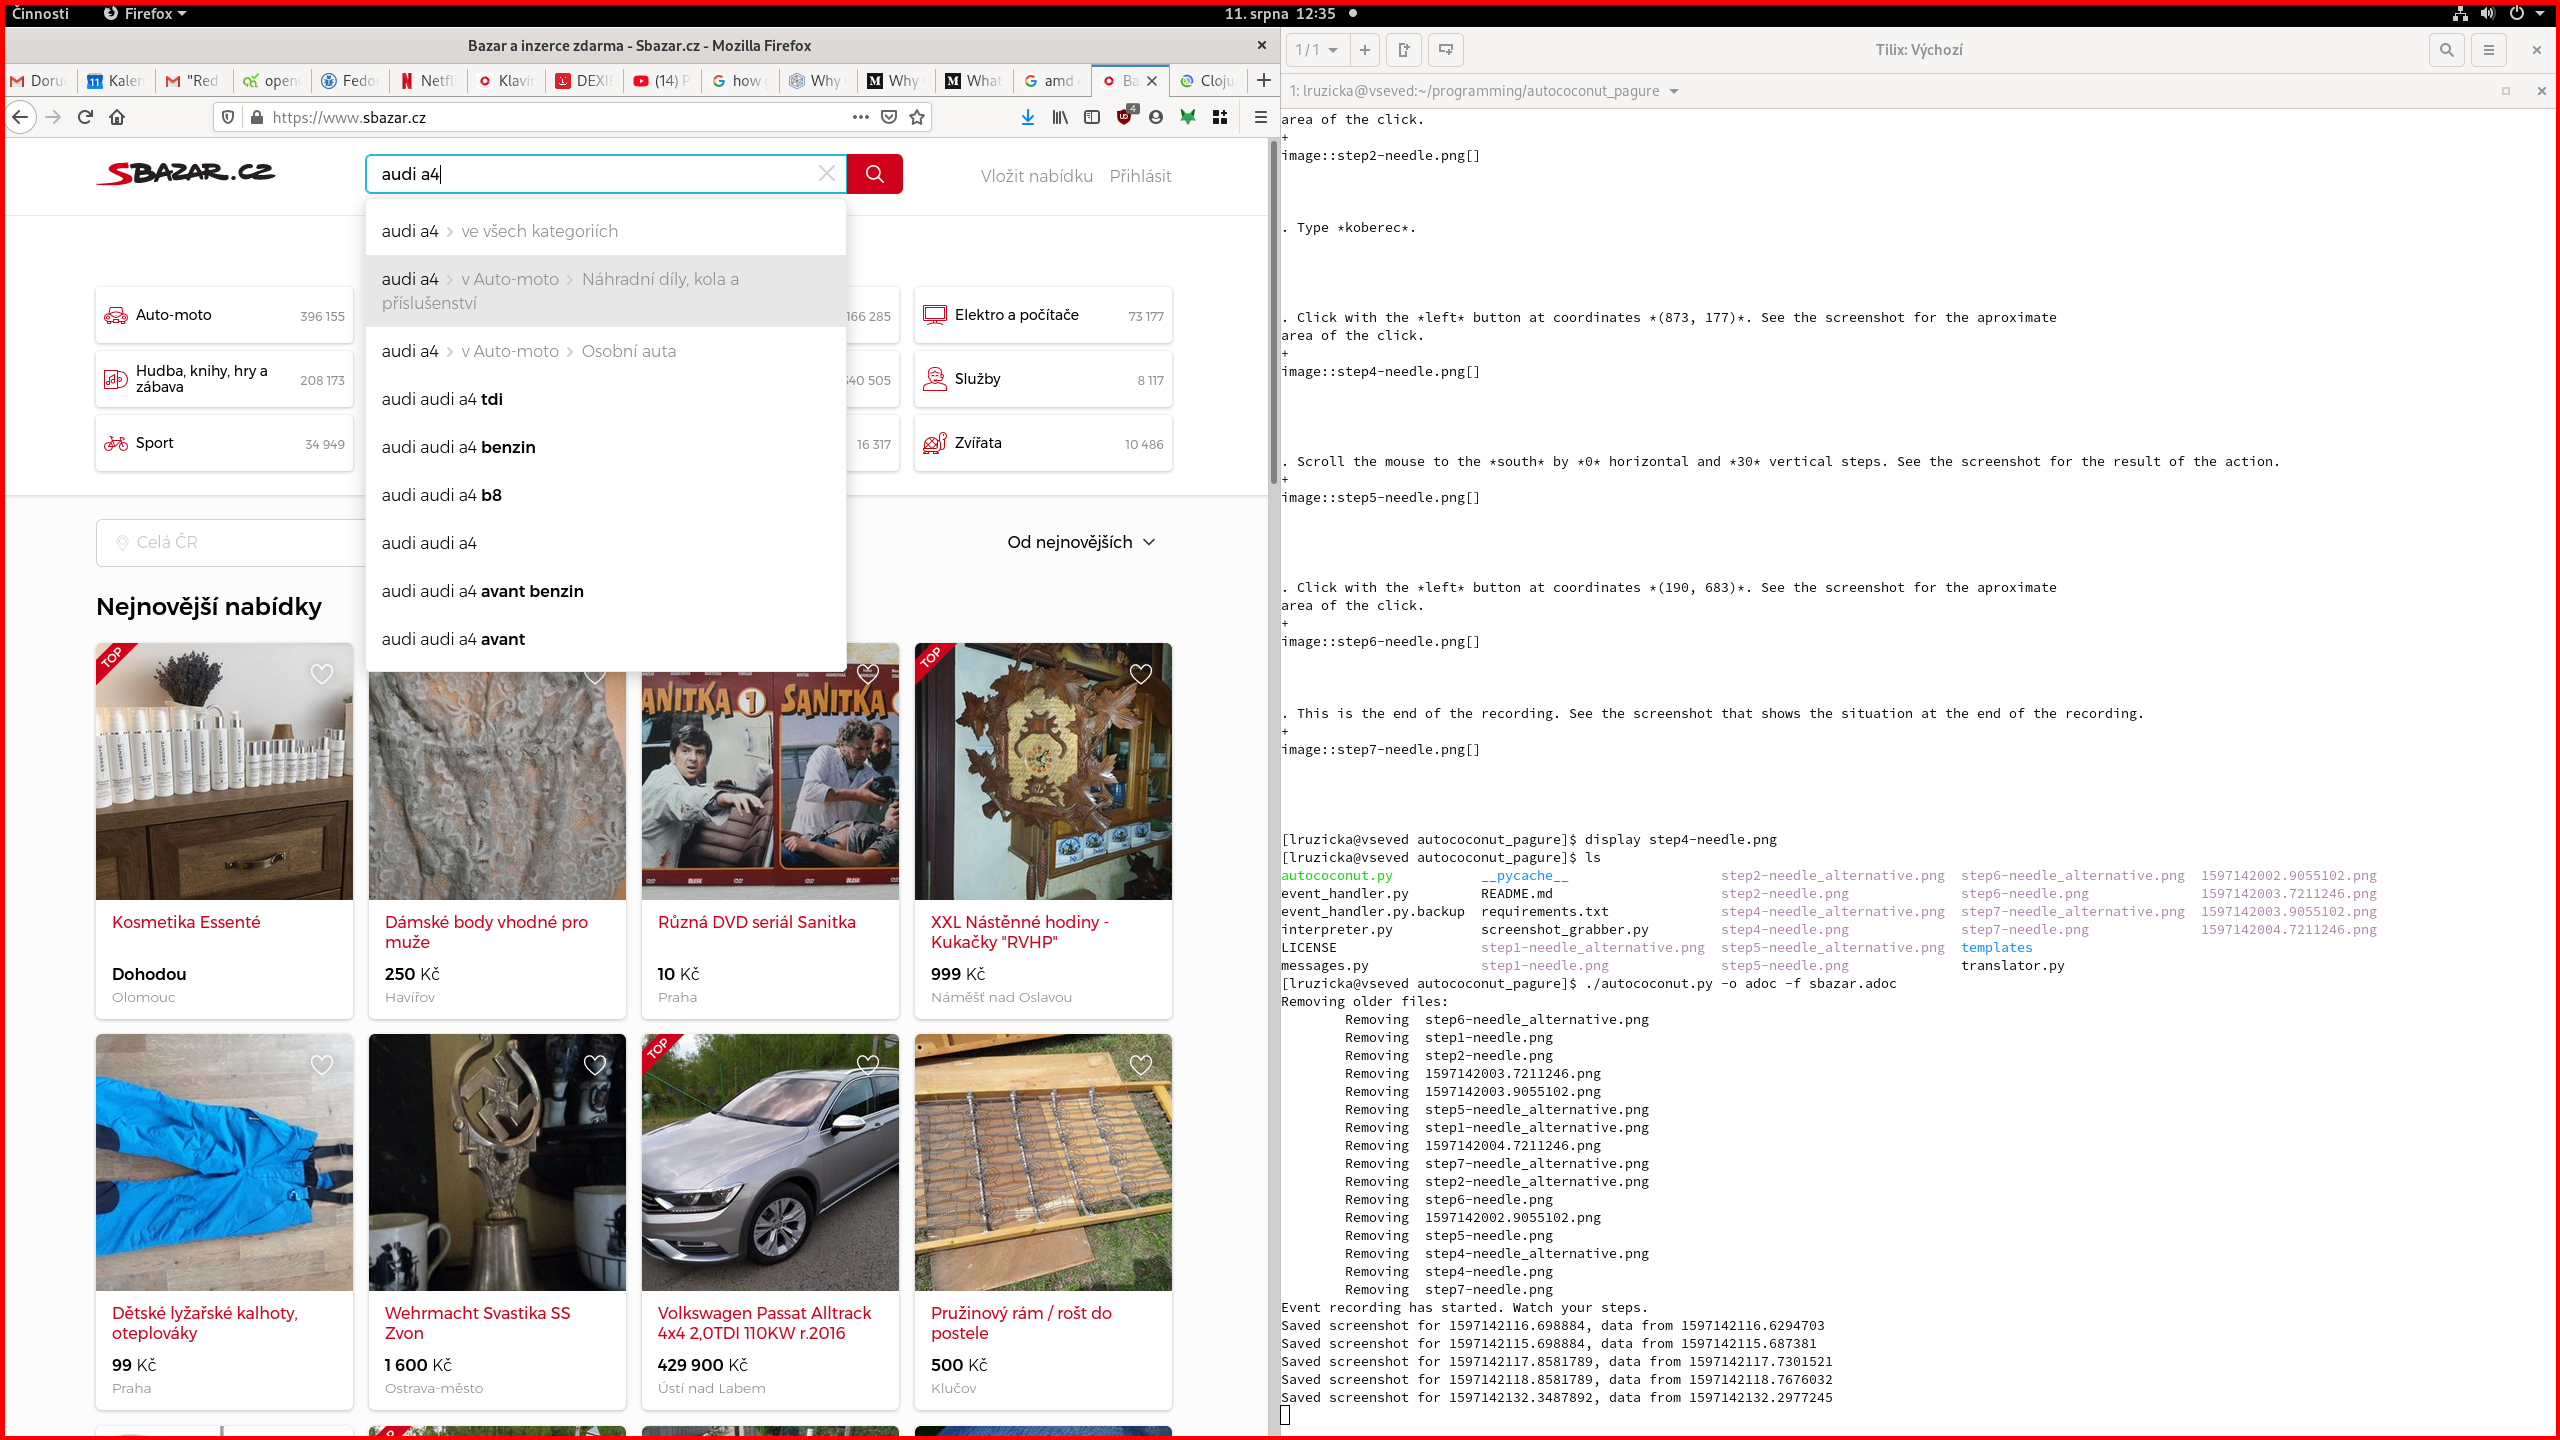 Činnosti
Firefox
11. srpna 12:35
Bazar a inzerce zdarma - Sbazar.cz - Mozilla Firefox
Doru
Kalen
"Red
open
Fedo
Netfl
Klavír
DEXI
(14) P
how
Why
Why
What
amd
Ba
Cloju
https://www.sbazar.cz
4
SBAZAR.CZ
audi a4
Vložit nabídku
Přihlásit
audi a4 > ve všech kategoriích
audi a4 > v Auto-moto > Náhradní díly, kola a
příslušenství
audi a4 > v Auto-moto > Osobní auta
audi audi a4 tdi
audi audi a4 benzin
audi audi a4 b8
audi audi a4
audi audi a4 avant benzin
audi audi a4 avant
Auto-moto 396 155
166 285
Elektro a počítače 73 177
Hudba, knihy, hry a
zábava 208 173
340 505
Služby 8 117
Sport 34 949
16 317
Zvířata 10 486
Celá ČR
Od nejnovějších
Nejnovější nabídky
TOP
Kosmetika Essenté
Dohodou
Olomouc
Dámské body vhodné pro
muže
250 Kč
Havířov
SANITKA 1
SANITKA
Různá DVD seriál Sanitka
10 Kč
Praha
TOP
XXL Nástěnné hodiny -
Kukačky "RVHP"
999 Kč
Náměšť nad Oslavou
Dětské lyžařské kalhoty,
oteplováky
99 Kč
Praha
Wehrmacht Svastika SS
Zvon
1 600 Kč
Ostrava-město
TOP
Volkswagen Passat Alltrack
4x4 2,0TDI 110KW r.2016
429 900 Kč
Ústí nad Labem
Pružinový rám / rošt do
postele
500 Kč
Klučov
1 / 1
Tilix: Výchozí
1: lruzicka@vseved:~/programming/autococonut_pagure
area of the click.
+
image::step2-needle.png[]
. Type *koberec*.
. Click with the *left* button at coordinates *(873, 177)*. See the screenshot for the aproximate
area of the click.
+
image::step4-needle.png[]
. Scroll the mouse to the *south* by *0* horizontal and *30* vertical steps. See the screenshot for the result of the action.
+
image::step5-needle.png[]
. Click with the *left* button at coordinates *(190, 683)*. See the screenshot for the aproximate
area of the click.
+
image::step6-needle.png[]
. This is the end of the recording. See the screenshot that shows the situation at the end of the recording.
+
image::step7-needle.png[]
[lruzicka@vseved autococonut_pagure]$ display step4-needle.png
[lruzicka@vseved autococonut_pagure]$ ls
autococonut.py __pycache__ step2-needle_alternative.png step6-needle_alternative.png 1597142002.9055102.png
event_handler.py README.md step2-needle.png step6-needle.png 1597142003.7211246.png
event_handler.py.backup requirements.txt step4-needle_alternative.png step7-needle_alternative.png 1597142003.9055102.png
interpreter.py screenshot_grabber.py step4-needle.png step7-needle.png 1597142004.7211246.png
LICENSE step1-needle_alternative.png step5-needle_alternative.png templates
messages.py step1-needle.png step5-needle.png translator.py
[lruzicka@vseved autococonut_pagure]$ ./autococonut.py -o adoc -f sbazar.adoc
Removing older files:
Removing step6-needle_alternative.png
Removing step1-needle.png
Removing step2-needle.png
Removing 1597142003.7211246.png
Removing 1597142003.9055102.png
Removing step5-needle_alternative.png
Removing step1-needle_alternative.png
Removing 1597142004.7211246.png
Removing step7-needle_alternative.png
Removing step2-needle_alternative.png
Removing step6-needle.png
Removing 1597142002.9055102.png
Removing step5-needle.png
Removing step4-needle_alternative.png
Removing step4-needle.png
Removing step7-needle.png
Event recording has started. Watch your steps.
Saved screenshot for 1597142116.698884, data from 1597142116.6294703
Saved screenshot for 1597142115.698884, data from 1597142115.687381
Saved screenshot for 1597142117.8581789, data from 1597142117.7301521
Saved screenshot for 1597142118.8581789, data from 1597142118.7676032
Saved screenshot for 1597142132.3487892, data from 1597142132.2977245